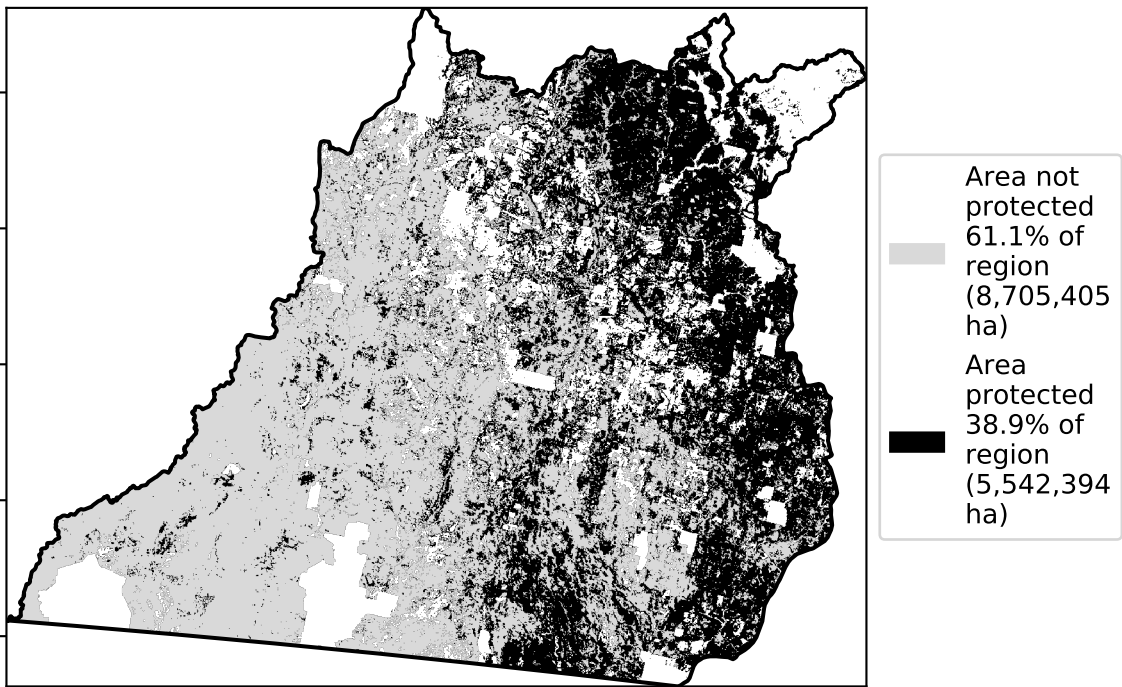 Area not
protected
61.1% of
region
(8,705,405
ha)
Area
protected
38.9% of
region
(5,542,394
ha)